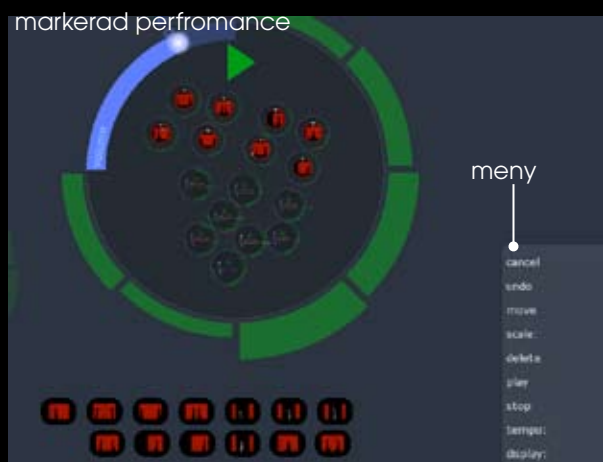 markerad perfromance
meny
cancel
undo
move
scale:
delete
play
stop
tempo:
display: